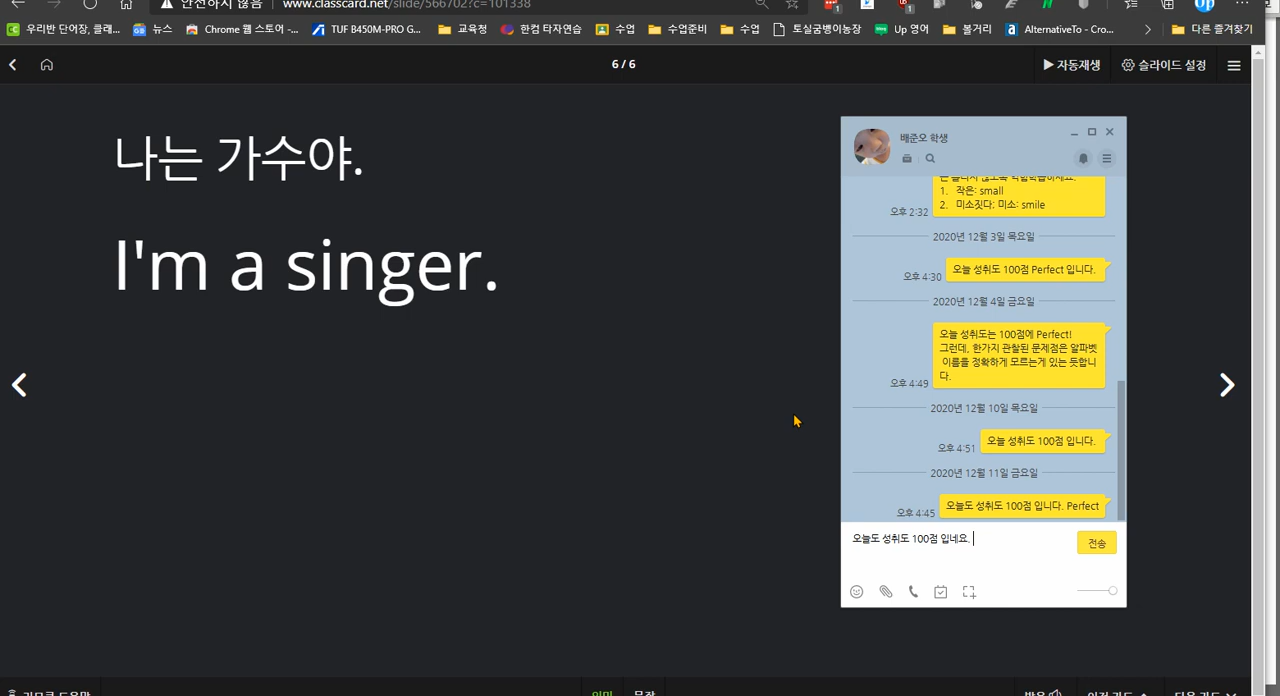 안전하지 않음 | www.classcard.net/slide/566702?c=101338
우리반 단어장, 클래... 뉴스 Chrome 웹 스토어 -... TUF B450M-PRO G... 교육청 한컴 타자연습 수업 수업준비 수업 토실굼벵이농장 Up 영어 볼거리 AlternativeTo - Cro... 다른 즐겨찾기
6 / 6
자동재생
슬라이드 설정
나는 가수야.
I'm a singer.
배준오 학생
1. 작은: small
2. 미소짓다; 미소: smile
오후 2:32
2020년 12월 3일 목요일
오늘 성취도 100점 Perfect 입니다.
오후 4:30
2020년 12월 4일 금요일
오늘 성취도는 100점에 Perfect!
그런데, 한가지 관찰된 문제점은 알파벳
이름을 정확하게 모르는게 있는 듯합니
다.
오후 4:49
2020년 12월 10일 목요일
오늘 성취도 100점 입니다.
오후 4:51
2020년 12월 11일 금요일
오늘도 성취도 100점 입니다. Perfect
오후 4:45
오늘도 성취도 100점 입네요.
전송